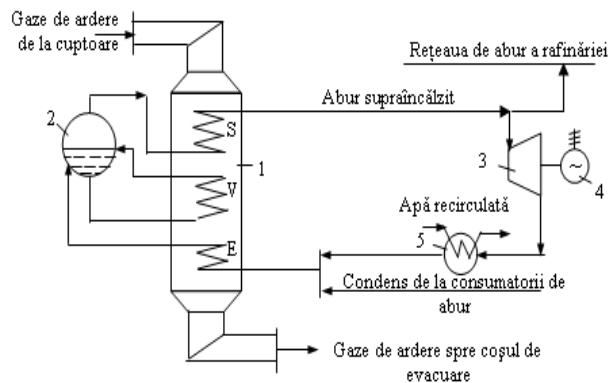 Gaze de ardere
de la cuptoare
Rețeaua de abur a rafinăriei
Abur supraîncălzit
2
S
1
V
3
4
Apă recirculată
5
E
Condens de la consumatorii de
abur
Gaze de ardere spre coșul de
evacuare